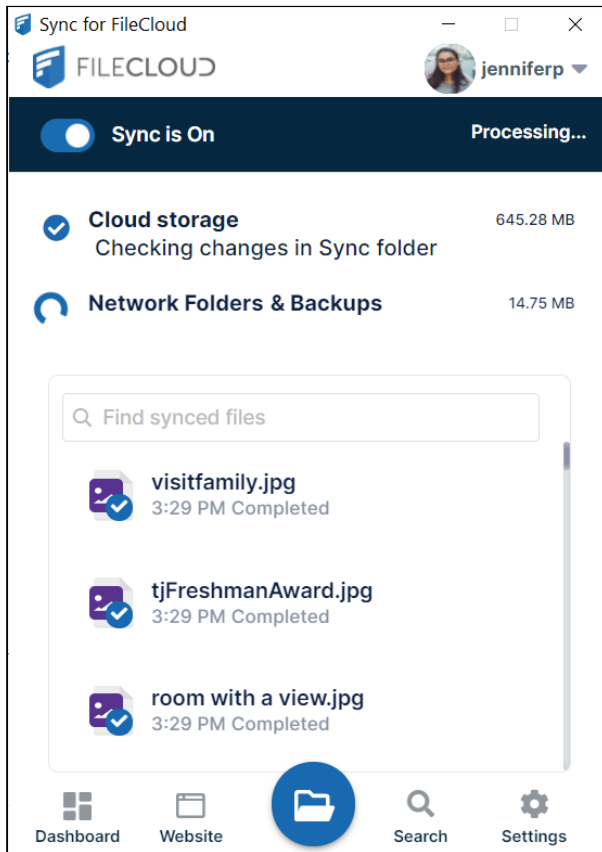 Sync for FileCloud
FILECLOUD
jenniferp
Sync is On
Processing...
Cloud storage
645.28 MB
Checking changes in Sync folder
Network Folders & Backups
14.75 MB
Find synced files
visitfamily.jpg
3:29 PM Completed
tjFreshmanAward.jpg
3:29 PM Completed
room with a view.jpg
3:29 PM Completed
Dashboard
Website
Search
Settings